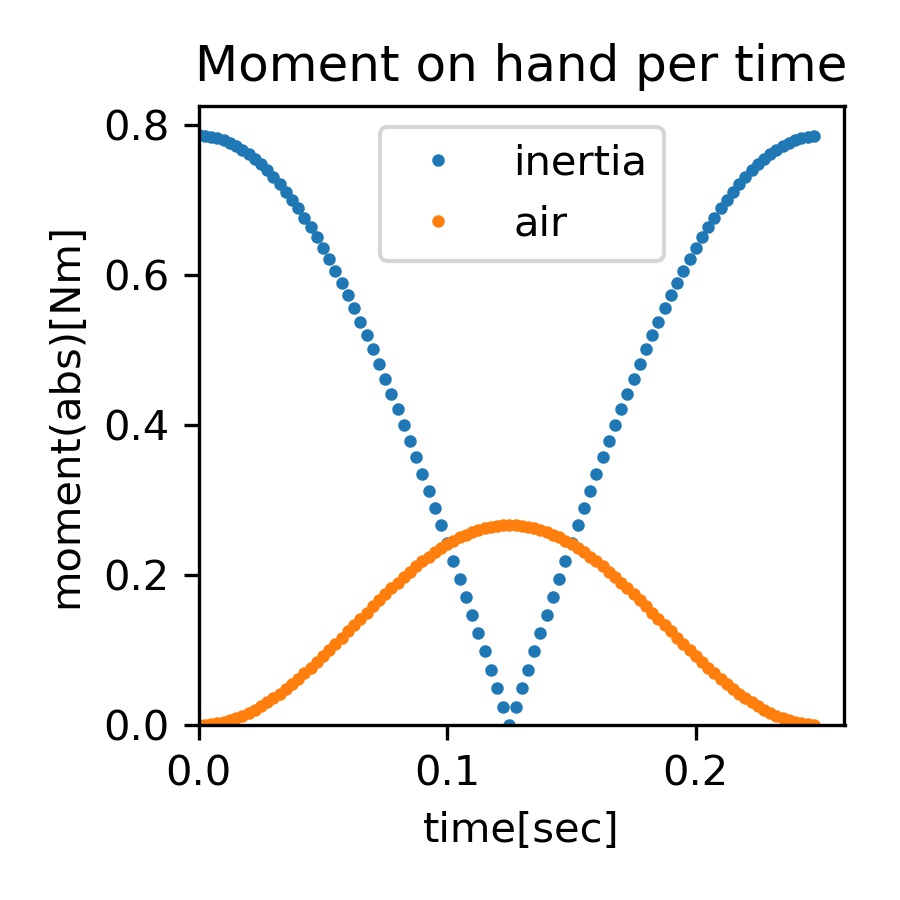 Moment on hand per time
inertia
air
moment(abs)[Nm]
0.8
0.6
0.4
0.2
0.0
0.0 0.1 0.2
time[sec]